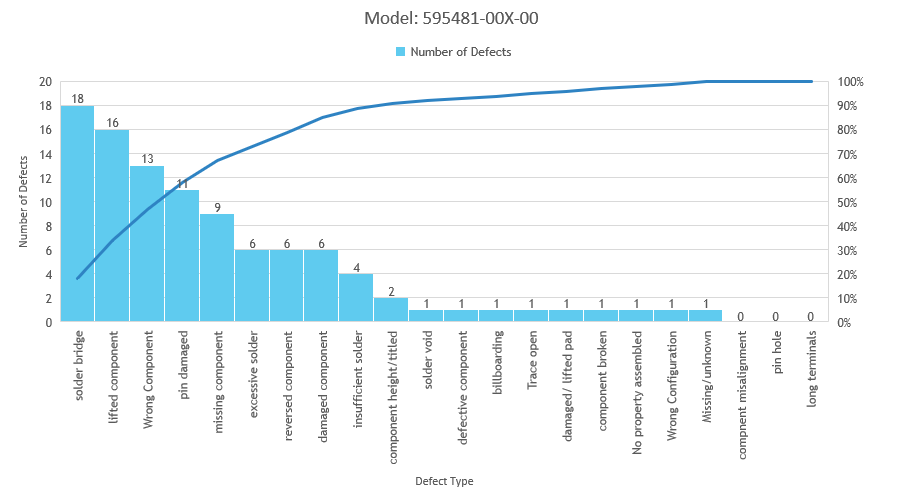 Model: 595481-00X-00
Number of Defects
20
18
16
14
12
10
8
6
4
2
0
Number of Defects
100%
90%
80%
70%
60%
50%
40%
30%
20%
10%
0%
18
16
13
11
9
6
6
6
4
2
1
1
1
1
1
1
1
1
1
0
0
0
solder bridge
lifted component
Wrong Component
pin damaged
missing component
excessive solder
reversed component
damaged component
insufficient solder
component height/titled
solder void
defective component
billboarding
Trace open
damaged/ lifted pad
component broken
No property assembled
Wrong Configuration
Missing/unknown
compnent misalignment
pin hole
long terminals
Defect Type